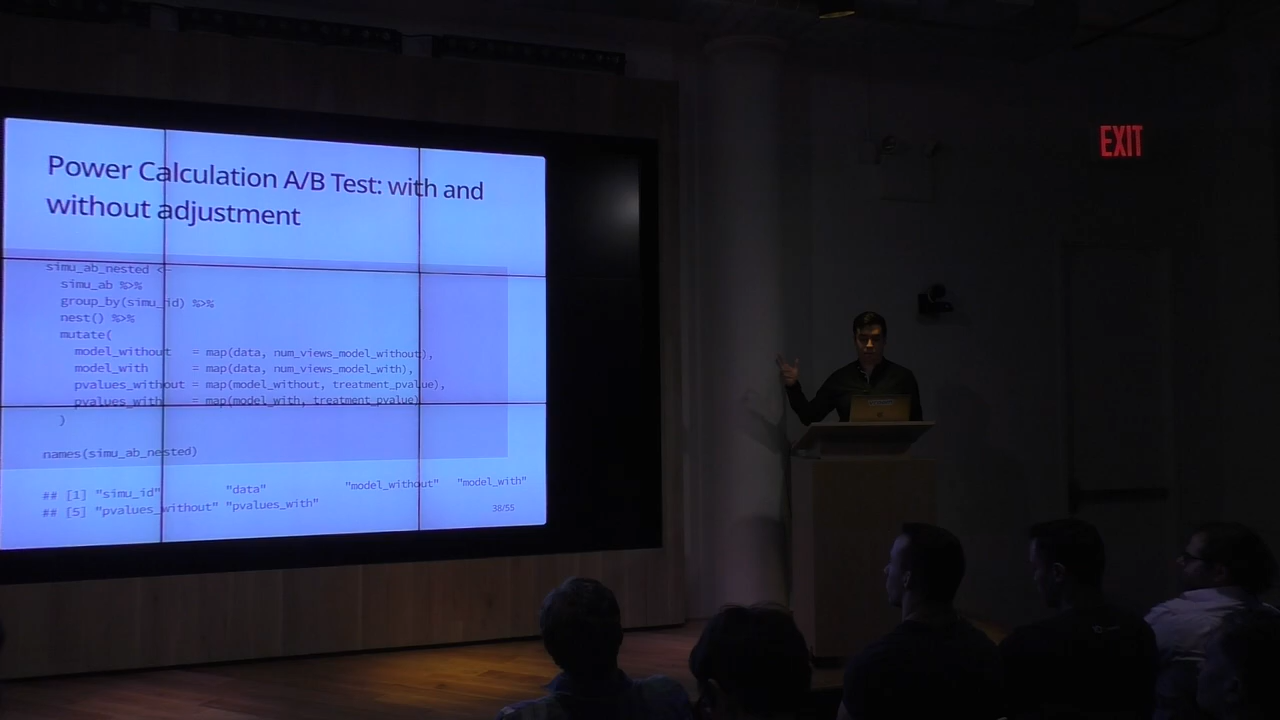 Power Calculation A/B Test: with and
without adjustment
simu_ab_nested <-
simu_ab %>%
group_by(simu_id) %>%
nest() %>%
mutate(
model_without = map(data, num_views_model_without),
model_with = map(data, num_views_model_with),
pvalues_without = map(model_without, treatment_pvalue),
pvalues_with = map(model_with, treatment_pvalue)
)
names(simu_ab_nested)
## [1] "simu_id" "data" "model_without" "model_with"
## [5] "pvalues_without" "pvalues_with"
38/55
EXIT